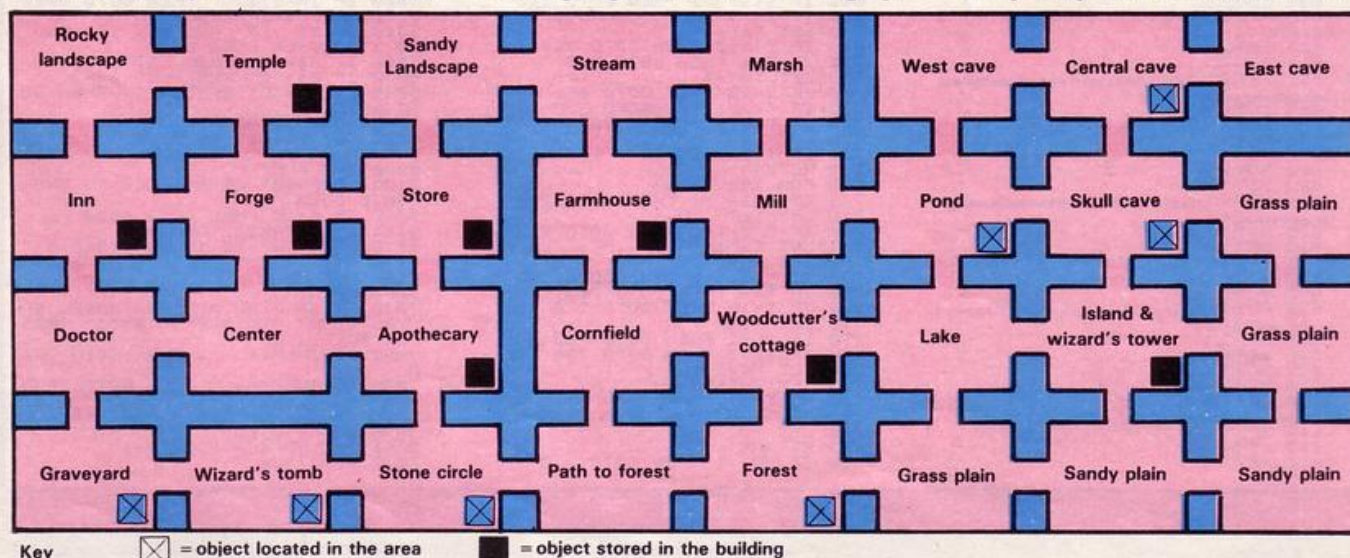 Rocky
landscape
Temple
Sandy
Landscape
Stream
Marsh
West cave
Central cave
East cave
Inn
Forge
Store
Farmhouse
Mill
Pond
Skull cave
Grass plain
Doctor
Center
Apothecary
Cornfield
Woodcutter's
cottage
Lake
Island &
wizard's tower
Grass plain
Graveyard
Wizard's tomb
Stone circle
Path to forest
Forest
Grass plain
Sandy plain
Sandy plain
Key
= object located in the area
= object stored in the building